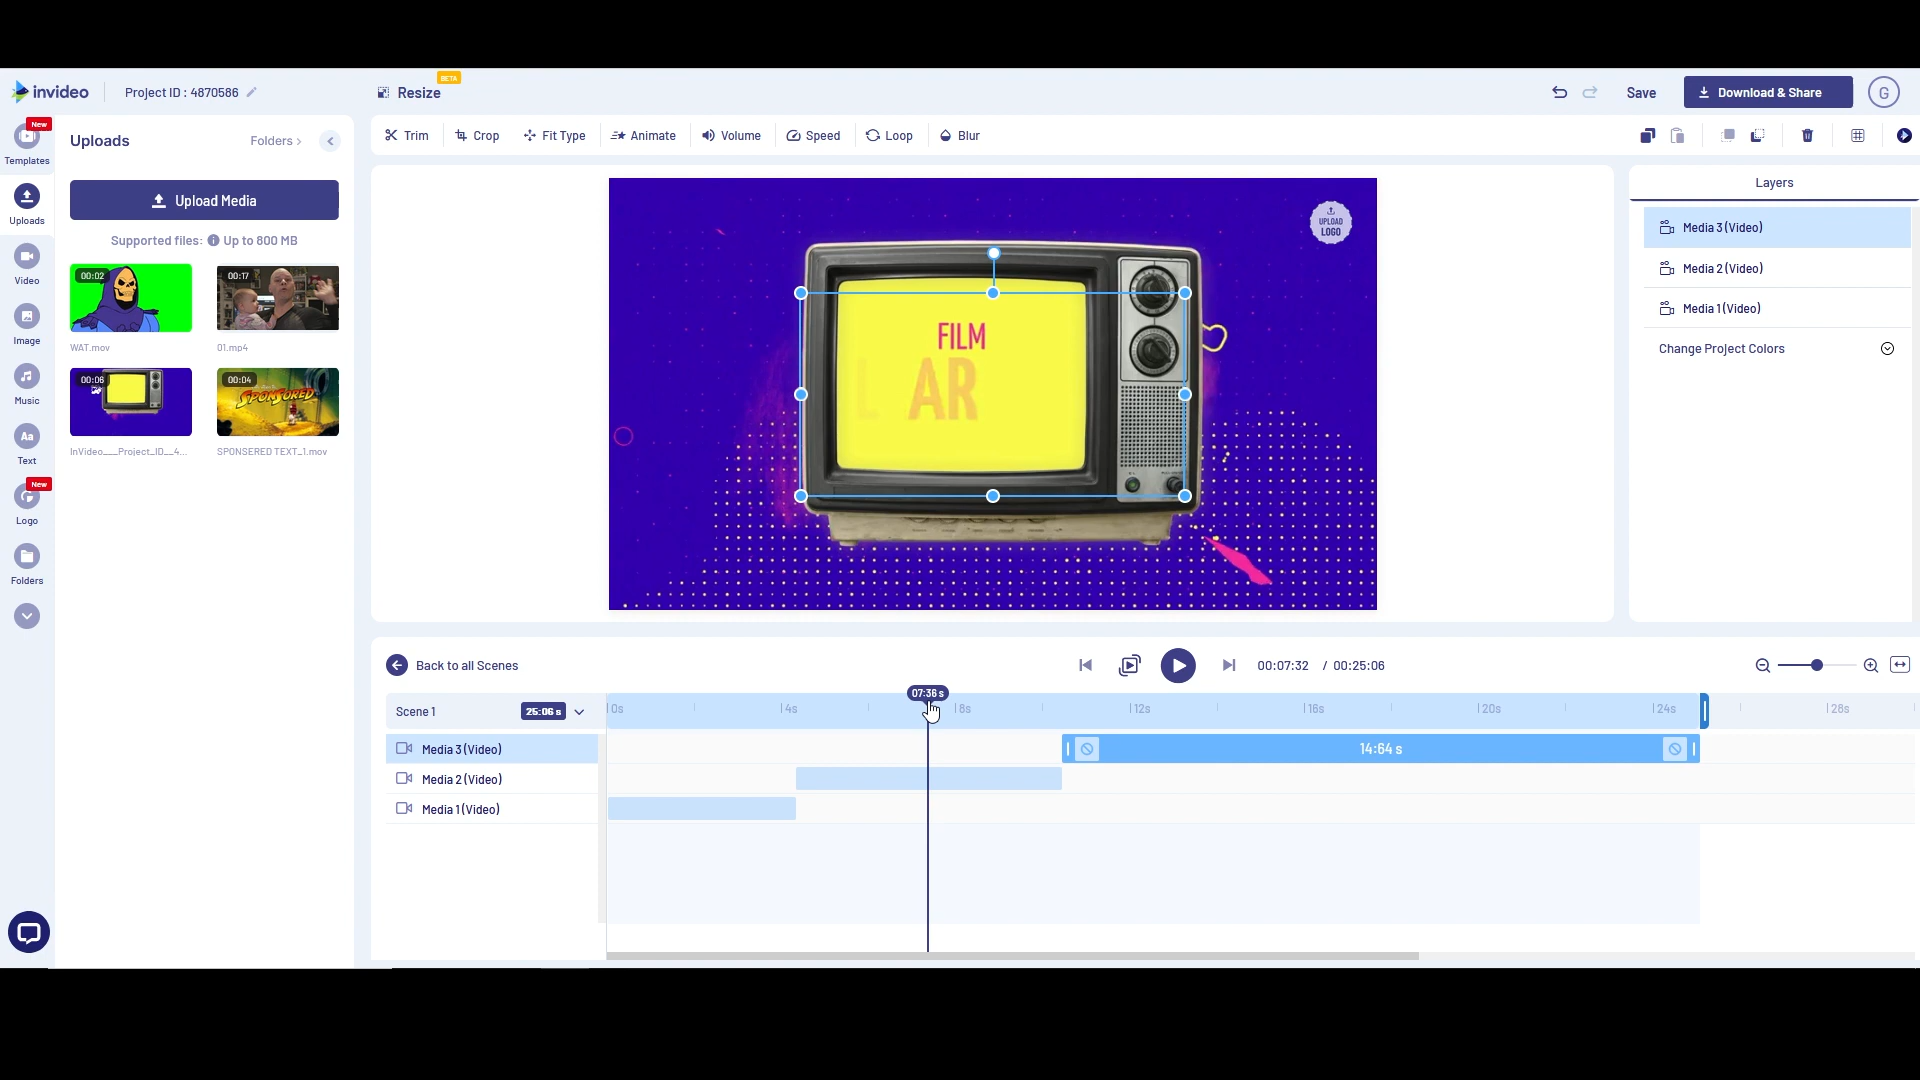 BETA
invideo
Project ID : 4870586
Resize
Save
Download & Share
G
New
Templates
Uploads
Video
Image
Music
Aa
Text
New
Logo
Folders
Uploads
Folders
Upload Media
Supported files: Up to 800 MB
00:02
00:17
WAT.mov
01.mp4
00:06
00:04
SPONSORED
InVideo___Project_ID__4...
SPONSERED TEXT_1.mov
Trim
Crop
Fit Type
Animate
Volume
Speed
Loop
Blur
UPLOAD
LOGO
FILM
L AR
Layers
Media 3 (Video)
Media 2 (Video)
Media 1 (Video)
Change Project Colors
Back to all Scenes
00:07:32 / 00:25:06
07:36 s
Scene 1
25:06 s
0s
4s
8s
12s
16s
20s
24s
28s
Media 3 (Video)
14:64 s
Media 2 (Video)
Media 1 (Video)